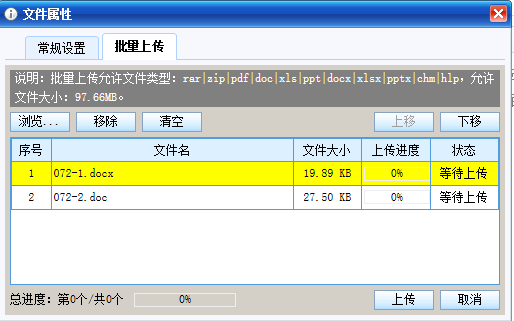 文件属性
常规设置 批量上传
说明: 批量上传允许文件类型: rar|zip|pdf|doc|xls|ppt|docx|xlsx|pptx|chm|hlp, 允许
文件大小: 97.66MB。
浏览... 移除 清空 上移 下移
序号 文件名 文件大小 上传进度 状态
1 072-1.docx 19.89 KB 0% 等待上传
2 072-2.doc 27.50 KB 0% 等待上传
总进度: 第0个/共0个 0% 上传 取消